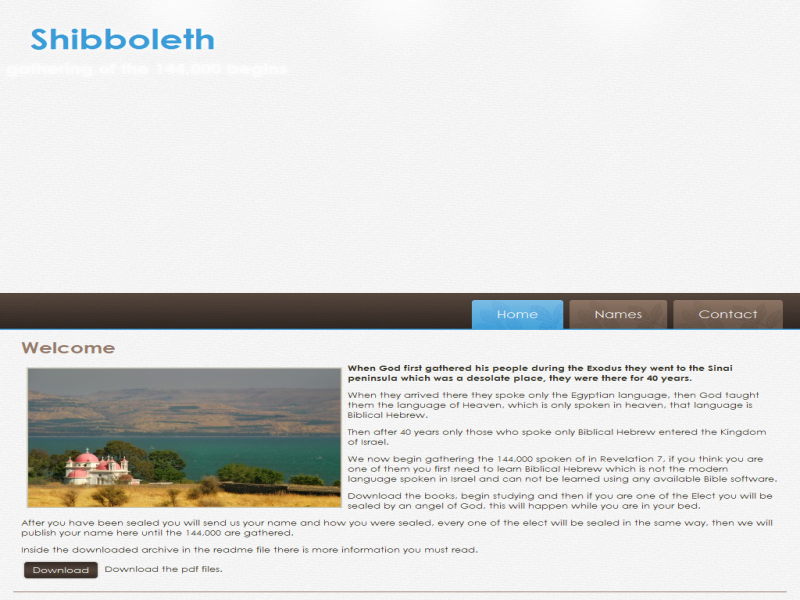 Shibboleth
gathering of the 144,000 begins
Home
Names
Contact
Welcome
When God first gathered his people during the Exodus they went to the Sinai
peninsula which was a desolate place, they were there for 40 years.
When they arrived there they spoke only the Egyptian language, then God taught
them the language of Heaven, which is only spoken in heaven, that language is
Biblical Hebrew.
Then after 40 years only those who spoke only Biblical Hebrew entered the Kingdom
of Israel.
We now begin gathering the 144,000 spoken of in Revelation 7, if you think you are
one of them you first need to learn Biblical Hebrew which is not the modern
language spoken in Israel and can not be learned using any available Bible software.
Download the books, begin studying and then if you are one of the Elect you will be
sealed by an angel of God, this will happen while you are in your bed.
After you have been sealed you will send us your name and how you were sealed, every one of the elect will be sealed in the same way, then we will
publish your name here until the 144,000 are gathered.
Inside the downloaded archive in the readme file there is more information you must read.
Download
Download the pdf files.